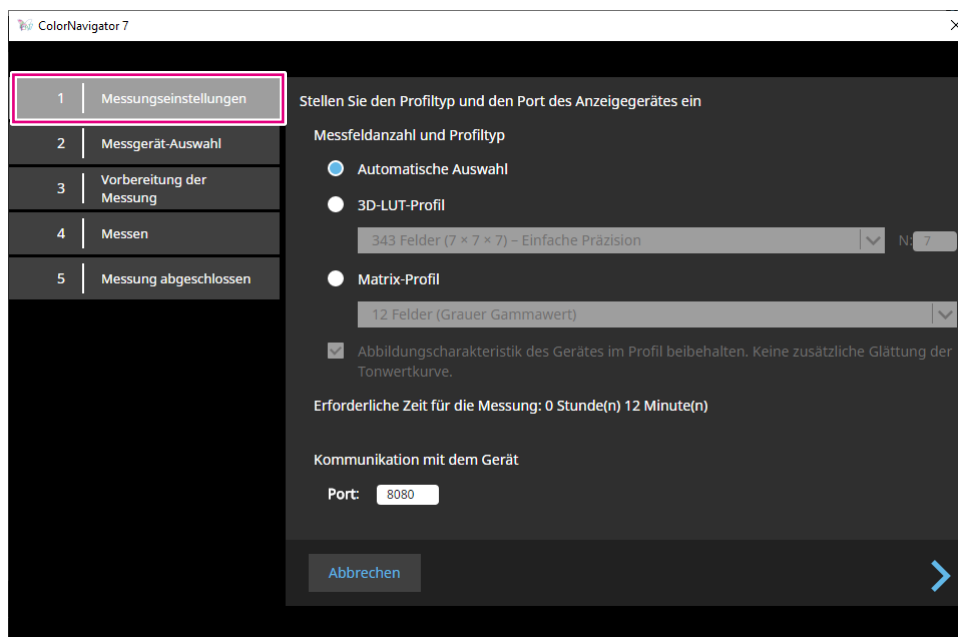 ColorNavigator 7
1 Messungseinstellungen
2 Messgerät-Auswahl
3 Vorbereitung der
Messung
4 Messen
5 Messung abgeschlossen
Stellen Sie den Profiltyp und den Port des Anzeigegerätes ein
Messfeldanzahl und Profiltyp
Automatische Auswahl
3D-LUT-Profil
343 Felder (7 × 7 × 7) – Einfache Präzision N: 7
Matrix-Profil
12 Felder (Grauer Gammawert)
Abbildungscharakteristik des Gerätes im Profil beibehalten. Keine zusätzliche Glättung der
Tonwertkurve.
Erforderliche Zeit für die Messung: 0 Stunde(n) 12 Minute(n)
Kommunikation mit dem Gerät
Port: 8080
Abbrechen